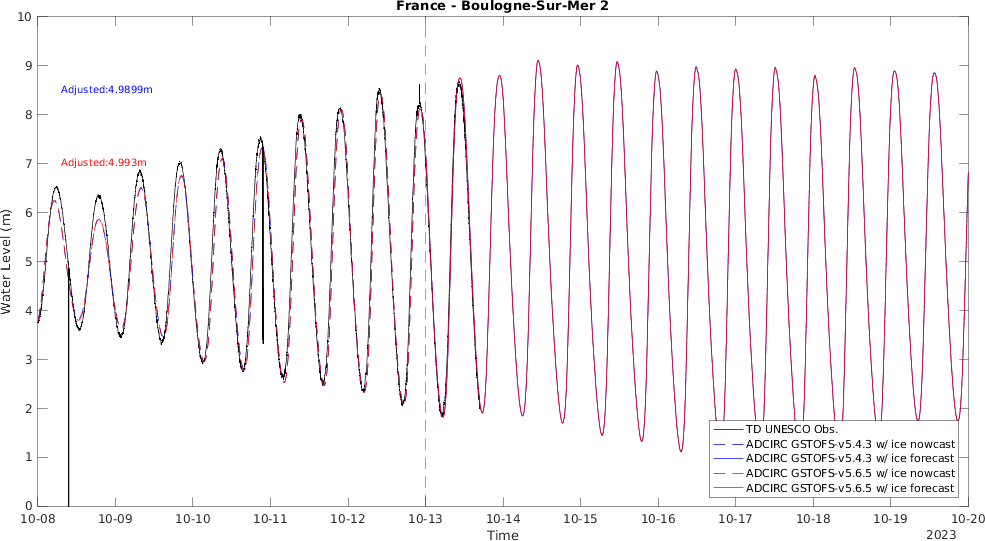 France - Boulogne-Sur-Mer 2
Adjusted:4.9899m
Adjusted:4.993m
Water Level (m)
10
9
8
7
6
5
4
3
2
1
0
10-08
10-09
10-10
10-11
10-12
10-13
10-14
10-15
10-16
10-17
10-18
10-19
10-20
Time
2023
TD UNESCO Obs.
ADCIRC GSTOFS-v5.4.3 w/ ice nowcast
ADCIRC GSTOFS-v5.4.3 w/ ice forecast
ADCIRC GSTOFS-v5.6.5 w/ ice nowcast
ADCIRC GSTOFS-v5.6.5 w/ ice forecast